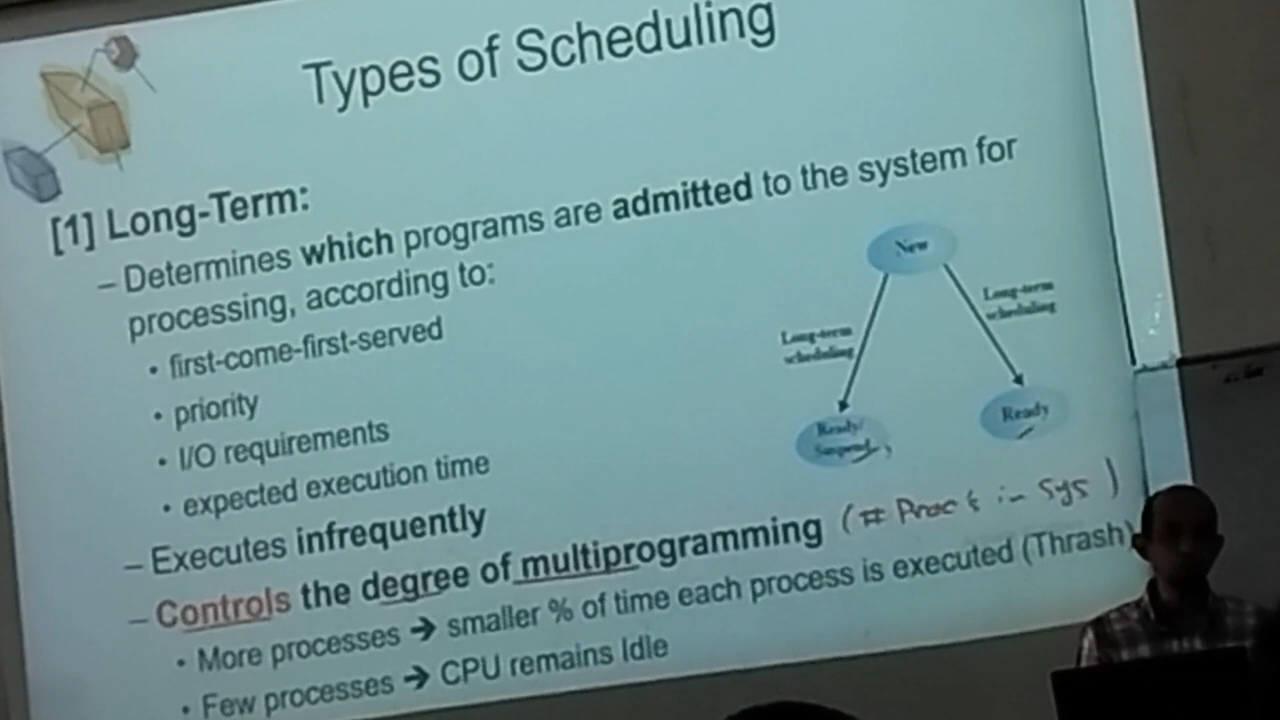 Types of Scheduling
[1] Long-Term:
– Determines which programs are admitted to the system for
processing, according to:
• first-come-first-served
• priority
• I/O requirements
• expected execution time
– Executes infrequently
– Controls the degree of multiprogramming (# Proc s in Sys)
• More processes → smaller % of time each process is executed (Thrash)
• Few processes → CPU remains Idle
New
Long-term
scheduling
Long-term
scheduling
Ready/
Suspend
Ready